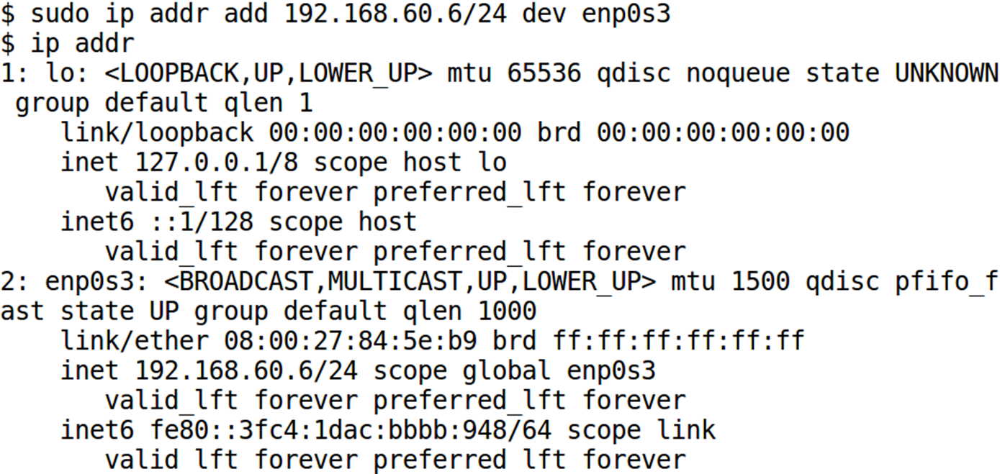 $ sudo ip addr add 192.168.60.6/24 dev enp0s3
$ ip addr
1: lo: <LOOPBACK,UP,LOWER_UP> mtu 65536 qdisc noqueue state UNKNOWN
 group default qlen 1
    link/loopback 00:00:00:00:00:00 brd 00:00:00:00:00:00
    inet 127.0.0.1/8 scope host lo
       valid_lft forever preferred_lft forever
    inet6 ::1/128 scope host
       valid_lft forever preferred_lft forever
2: enp0s3: <BROADCAST,MULTICAST,UP,LOWER_UP> mtu 1500 qdisc pfifo_f
ast state UP group default qlen 1000
    link/ether 08:00:27:84:5e:b9 brd ff:ff:ff:ff:ff:ff
    inet 192.168.60.6/24 scope global enp0s3
       valid_lft forever preferred_lft forever
    inet6 fe80::3fc4:1dac:bbbb:948/64 scope link
       valid lft forever preferred lft forever